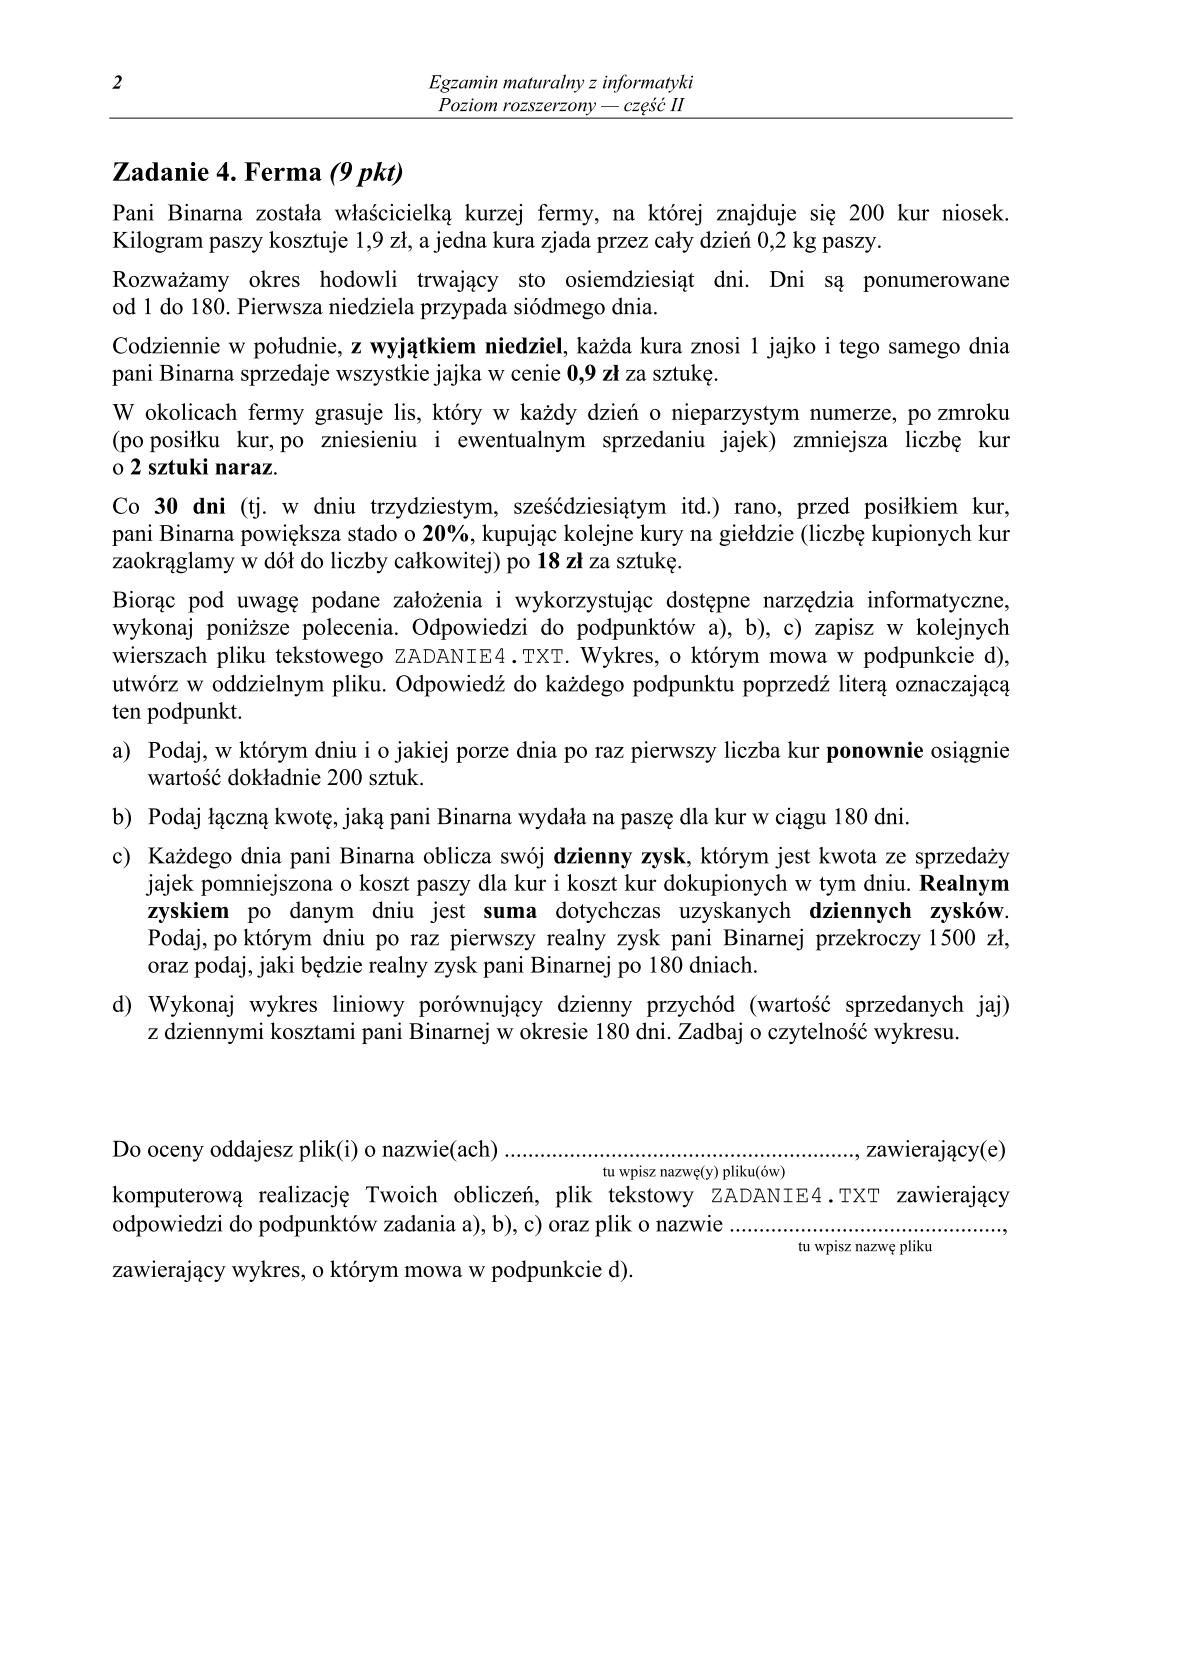 2
Egzamin maturalny z informatyki
Poziom rozszerzony — część II
Zadanie 4. Ferma (9 pkt)
Pani Binarna została właścicielką kurzej fermy, na której znajduje się 200 kur niosek.
Kilogram paszy kosztuje 1,9 zł, a jedna kura zjada przez cały dzień 0,2 kg paszy.
Rozważamy okres hodowli trwający sto osiemdziesiąt dni. Dni są ponumerowane
od 1 do 180. Pierwsza niedziela przypada siódmego dnia.
Codziennie w południe, z wyjątkiem niedziel, każda kura znosi 1 jajko i tego samego dnia
pani Binarna sprzedaje wszystkie jajka w cenie 0,9 zł za sztukę.
W okolicach fermy grasuje lis, który w każdy dzień o nieparzystym numerze, po zmroku
(po posiłku kur, po zniesieniu i ewentualnym sprzedaniu jajek) zmniejsza liczbę kur
o 2 sztuki naraz.
Co 30 dni (tj. w dniu trzydziestym, sześćdziesiątym itd.) rano, przed posiłkiem kur,
pani Binarna powiększa stado o 20%, kupując kolejne kury na giełdzie (liczbę kupionych kur
zaokrąglamy w dół do liczby całkowitej) po 18 zł za sztukę.
Biorąc pod uwagę podane założenia i wykorzystując dostępne narzędzia informatyczne,
wykonaj poniższe polecenia. Odpowiedzi do podpunktów a), b), c) zapisz w kolejnych
wierszach pliku tekstowego ZADANIE4.TXT. Wykres, o którym mowa w podpunkcie d),
utwórz w oddzielnym pliku. Odpowiedź do każdego podpunktu poprzedź literą oznaczającą
ten podpunkt.
a) Podaj, w którym dniu i o jakiej porze dnia po raz pierwszy liczba kur ponownie osiągnie
wartość dokładnie 200 sztuk.
b) Podaj łączną kwotę, jaką pani Binarna wydała na paszę dla kur w ciągu 180 dni.
c) Każdego dnia pani Binarna oblicza swój dzienny zysk, którym jest kwota ze sprzedaży
jajek pomniejszona o koszt paszy dla kur i koszt kur dokupionych w tym dniu. Realnym
zyskiem po danym dniu jest suma dotychczas uzyskanych dziennych zysków.
Podaj, po którym dniu po raz pierwszy realny zysk pani Binarnej przekroczy 1500 zł,
oraz podaj, jaki będzie realny zysk pani Binarnej po 180 dniach.
d) Wykonaj wykres liniowy porównujący dzienny przychód (wartość sprzedanych jaj)
z dziennymi kosztami pani Binarnej w okresie 180 dni. Zadbaj o czytelność wykresu.
Do oceny oddajesz plik(i) o nazwie(ach) ............................................................, zawierający(e)
tu wpisz nazwę(y) pliku(ów)
komputerową realizację Twoich obliczeń, plik tekstowy ZADANIE4.TXT zawierający
odpowiedzi do podpunktów zadania a), b), c) oraz plik o nazwie ..............................................,
tu wpisz nazwę pliku
zawierający wykres, o którym mowa w podpunkcie d).